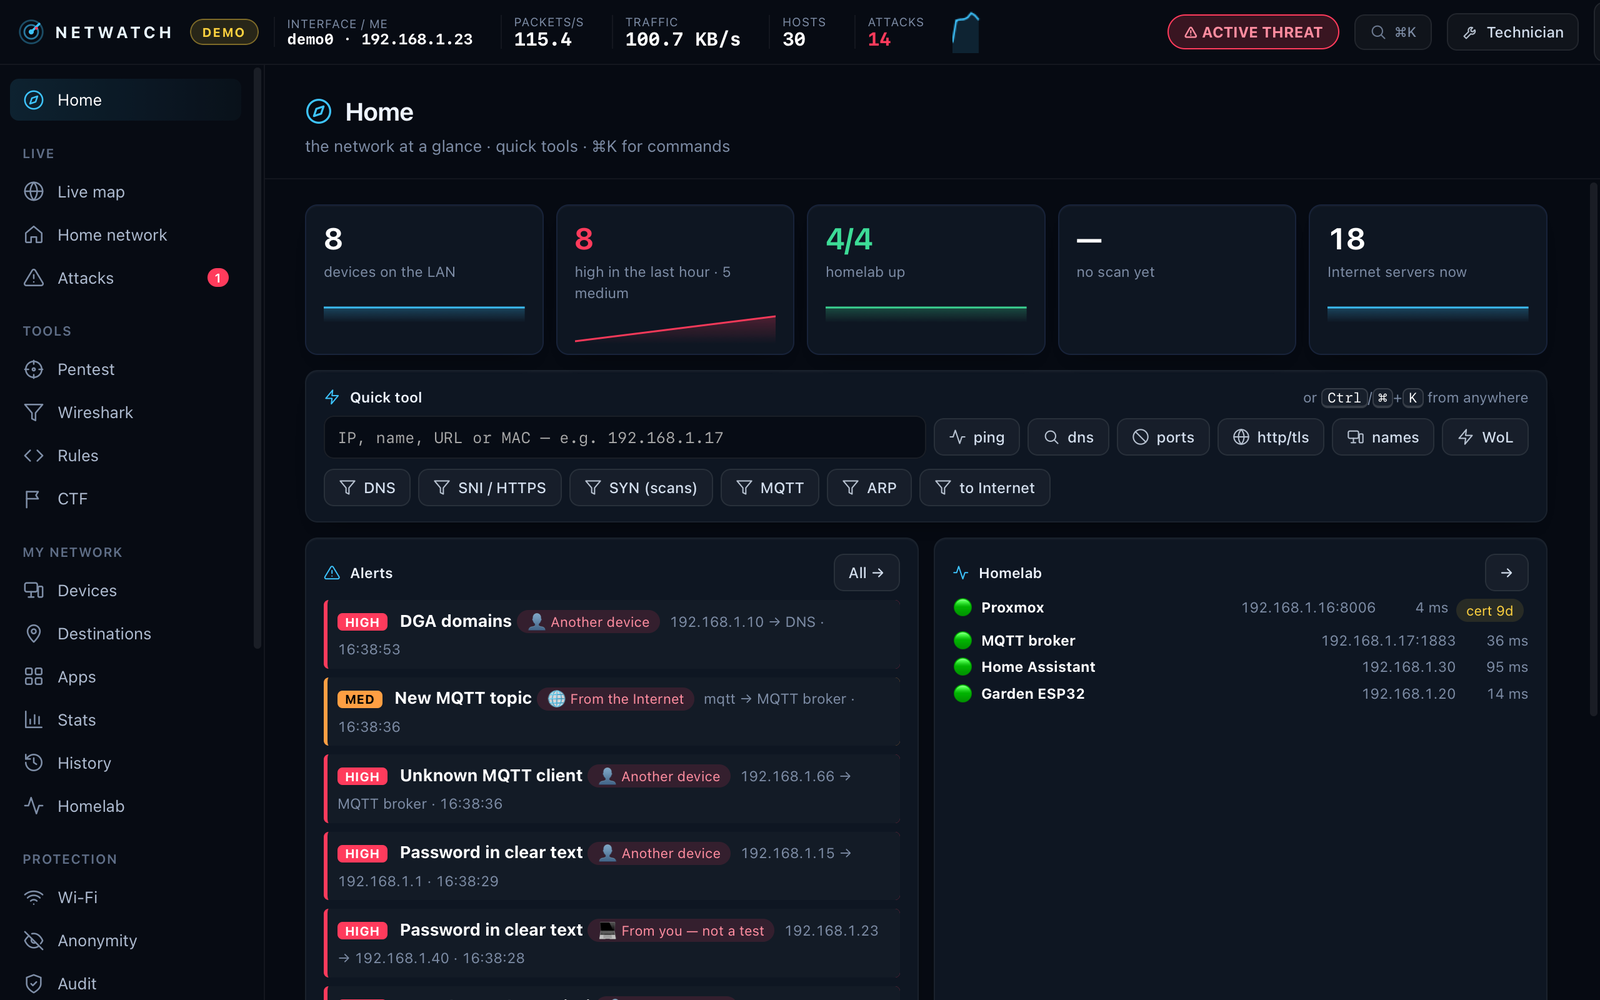 NETWATCH DEMO
INTERFACE / ME
demo0 · 192.168.1.23
PACKETS/S
115.4
TRAFFIC
100.7 KB/s
HOSTS
30
ATTACKS
14
ACTIVE THREAT
⌘K
Technician
Home
LIVE
Live map
Home network
Attacks 1
TOOLS
Pentest
Wireshark
Rules
CTF
MY NETWORK
Devices
Destinations
Apps
Stats
History
Homelab
PROTECTION
Wi-Fi
Anonymity
Audit
Home
the network at a glance · quick tools · ⌘K for commands
8
devices on the LAN
8
high in the last hour · 5
medium
4/4
homelab up
—
no scan yet
18
Internet servers now
Quick tool
or Ctrl/⌘+K from anywhere
IP, name, URL or MAC — e.g. 192.168.1.17
ping
dns
ports
http/tls
names
WoL
DNS
SNI / HTTPS
SYN (scans)
MQTT
ARP
to Internet
Alerts
All →
HIGH DGA domains Another device 192.168.1.10 → DNS ·
16:38:53
MED New MQTT topic From the Internet mqtt → MQTT broker ·
16:38:36
HIGH Unknown MQTT client Another device 192.168.1.66 →
MQTT broker · 16:38:36
HIGH Password in clear text Another device 192.168.1.15 →
192.168.1.1 · 16:38:29
HIGH Password in clear text From you — not a test 192.168.1.23
→ 192.168.1.40 · 16:38:28
Homelab
→
Proxmox 192.168.1.16:8006 4 ms cert 9d
MQTT broker 192.168.1.17:1883 36 ms
Home Assistant 192.168.1.30 95 ms
Garden ESP32 192.168.1.20 14 ms